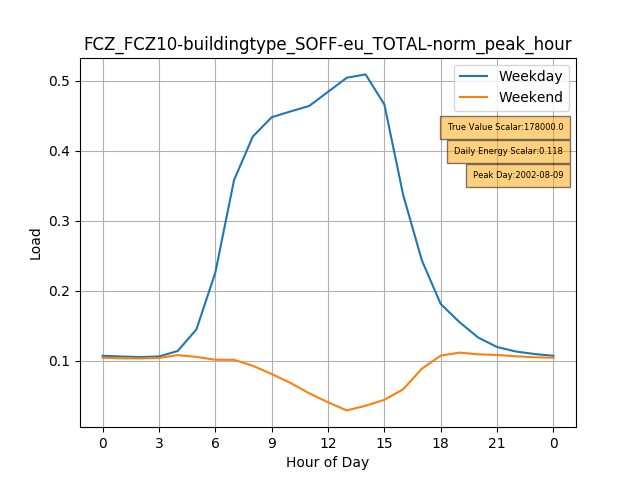 FCZ_FCZ10-buildingtype_SOFF-eu_TOTAL-norm_peak_hour
Weekday
Weekend
True Value Scalar:178000.0
Daily Energy Scalar:0.118
Peak Day:2002-08-09
Load
0.5
0.4
0.3
0.2
0.1
0 3 6 9 12 15 18 21 0
Hour of Day